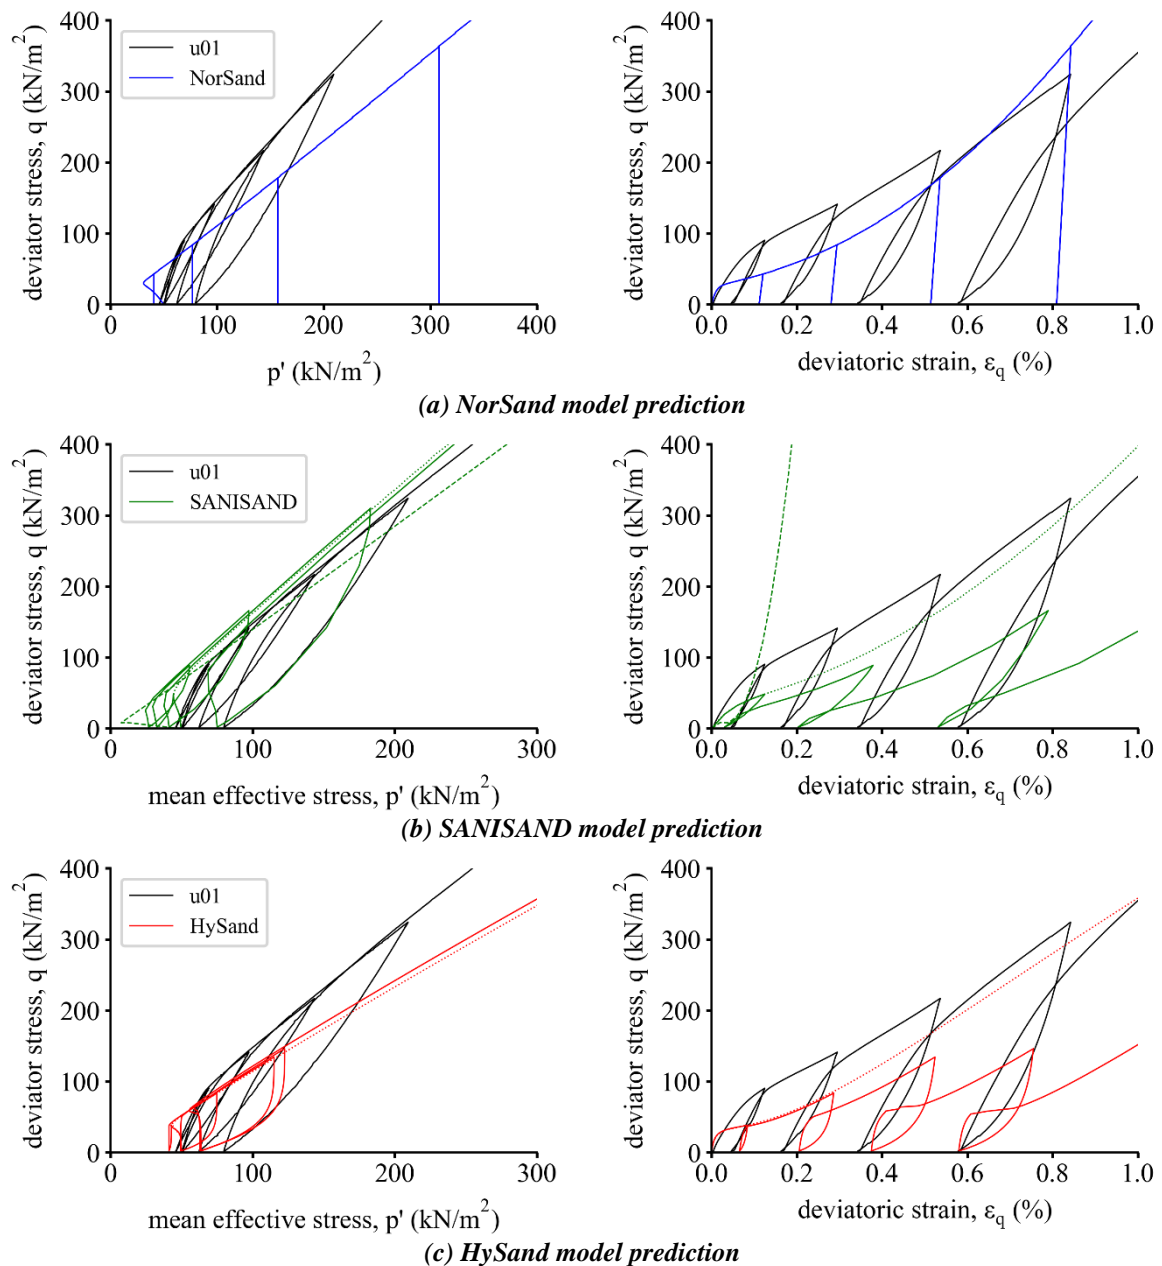 deviator stress, q (kN/m²)
400
300
200
100
0
u01
NorSand
0
100
200
300
400
p' (kN/m²)
deviator stress, q (kN/m²)
400
300
200
100
0
0.0
0.2
0.4
0.6
0.8
1.0
deviatoric strain, εq (%)
(a) NorSand model prediction
deviator stress, q (kN/m²)
400
300
200
100
0
u01
SANISAND
0
100
200
300
mean effective stress, p' (kN/m²)
deviator stress, q (kN/m²)
400
300
200
100
0
0.0
0.2
0.4
0.6
0.8
1.0
deviatoric strain, εq (%)
(b) SANISAND model prediction
deviator stress, q (kN/m²)
400
300
200
100
0
u01
HySand
0
100
200
300
mean effective stress, p' (kN/m²)
deviator stress, q (kN/m²)
400
300
200
100
0
0.0
0.2
0.4
0.6
0.8
1.0
deviatoric strain, εq (%)
(c) HySand model prediction